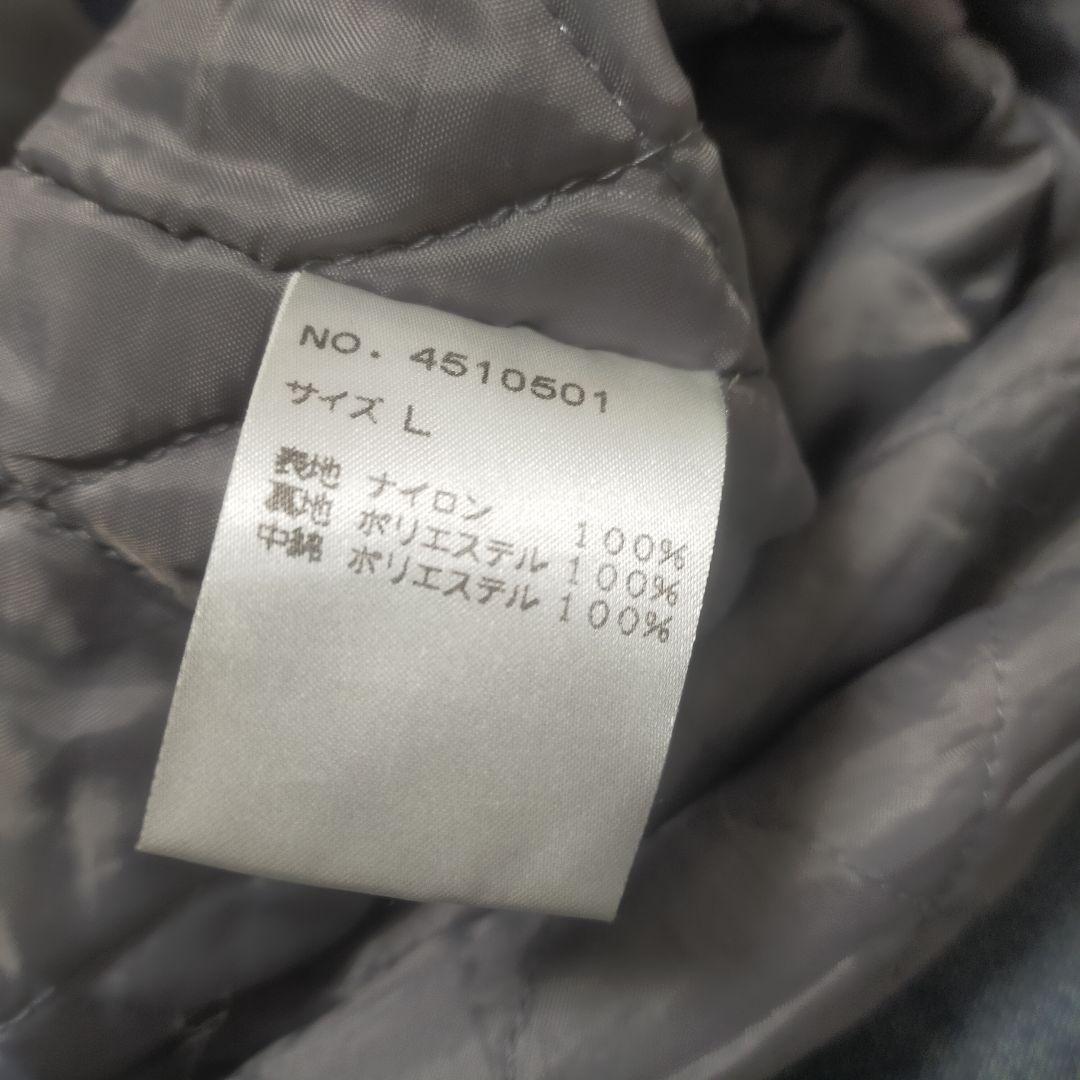 NO. 4510501
サイズ L
表地 ナイロン 100%
裏地 ポリエステル 100%
中綿 ポリエステル 100%